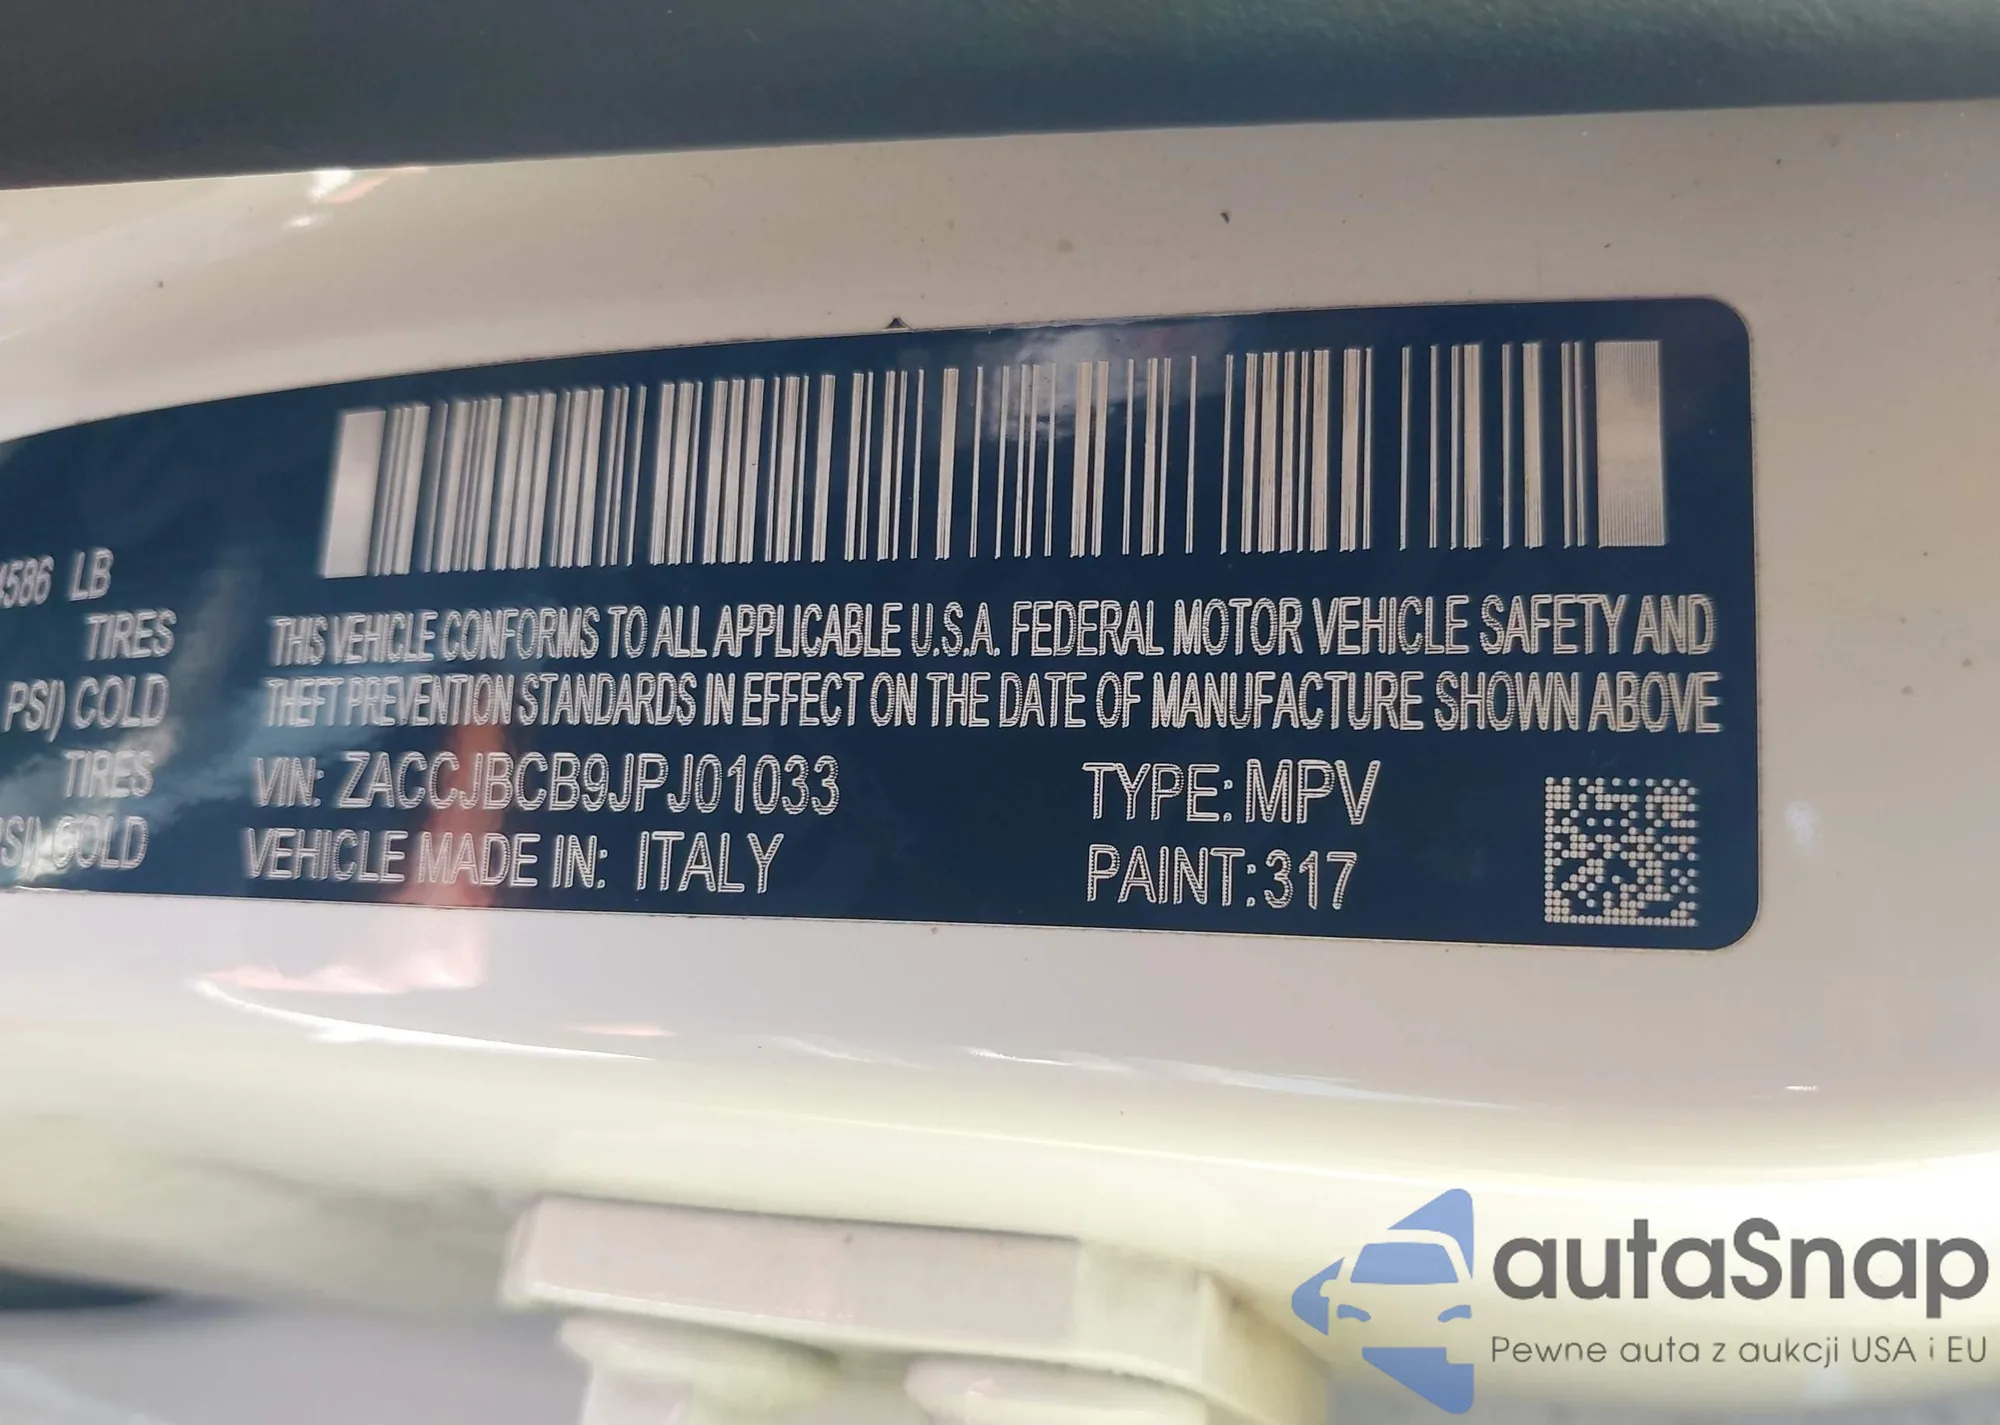 4586 LB
TIRES
PSI) COLD
TIRES
PSI) COLD
THIS VEHICLE CONFORMS TO ALL APPLICABLE U.S.A. FEDERAL MOTOR VEHICLE SAFETY AND
THEFT PREVENTION STANDARDS IN EFFECT ON THE DATE OF MANUFACTURE SHOWN ABOVE
VIN: ZACCJBCB9JPJ01033 TYPE: MPV
VEHICLE MADE IN: ITALY PAINT: 317
autaSnap
Pewne auta z aukcji USA i EU